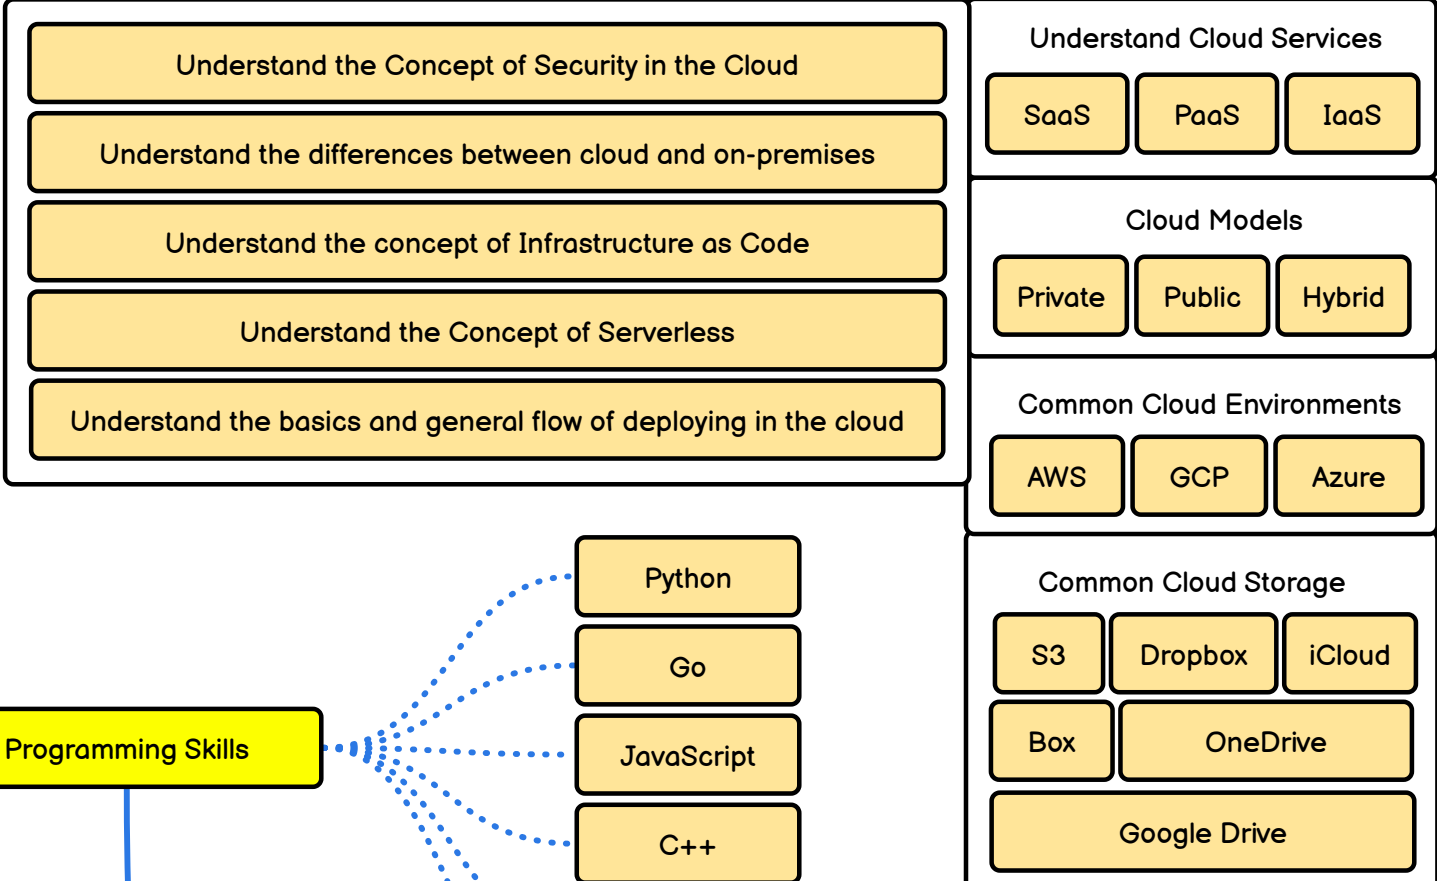 Understand the Concept of Security in the Cloud
Understand the differences between cloud and on-premises
Understand the concept of Infrastructure as Code
Understand the Concept of Serverless
Understand the basics and general flow of deploying in the cloud
Understand Cloud Services
SaaS PaaS IaaS
Cloud Models
Private Public Hybrid
Common Cloud Environments
AWS GCP Azure
Common Cloud Storage
S3 Dropbox iCloud
Box OneDrive
Google Drive
Programming Skills
Python
Go
JavaScript
C++